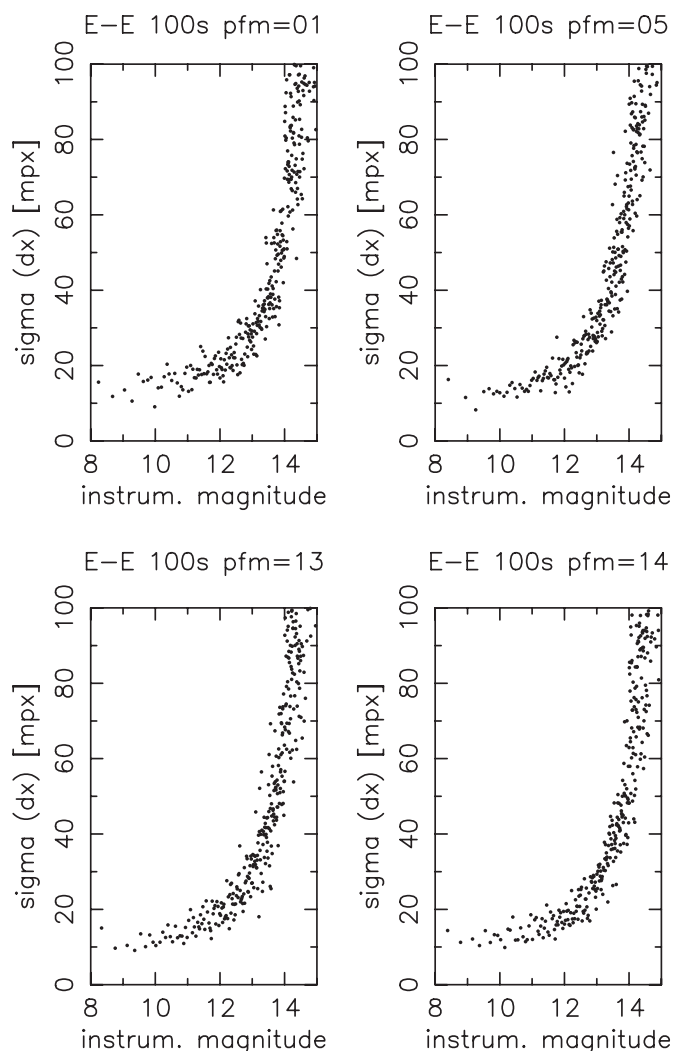 E–E 100s pfm=01
E–E 100s pfm=05
sigma (dx) [mpx]
0 20 40 60 80 100
8 10 12 14
instrum. magnitude
sigma (dx) [mpx]
0 20 40 60 80 100
8 10 12 14
instrum. magnitude
E–E 100s pfm=13
E–E 100s pfm=14
sigma (dx) [mpx]
0 20 40 60 80 100
8 10 12 14
instrum. magnitude
sigma (dx) [mpx]
0 20 40 60 80 100
8 10 12 14
instrum. magnitude